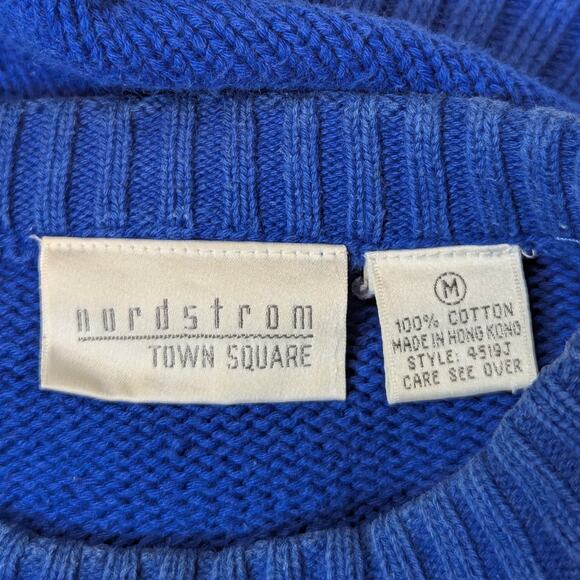 nordstrom
TOWN SQUARE
M
100% COTTON
MADE IN HONG KONG
STYLE: 4519J
CARE SEE OVER